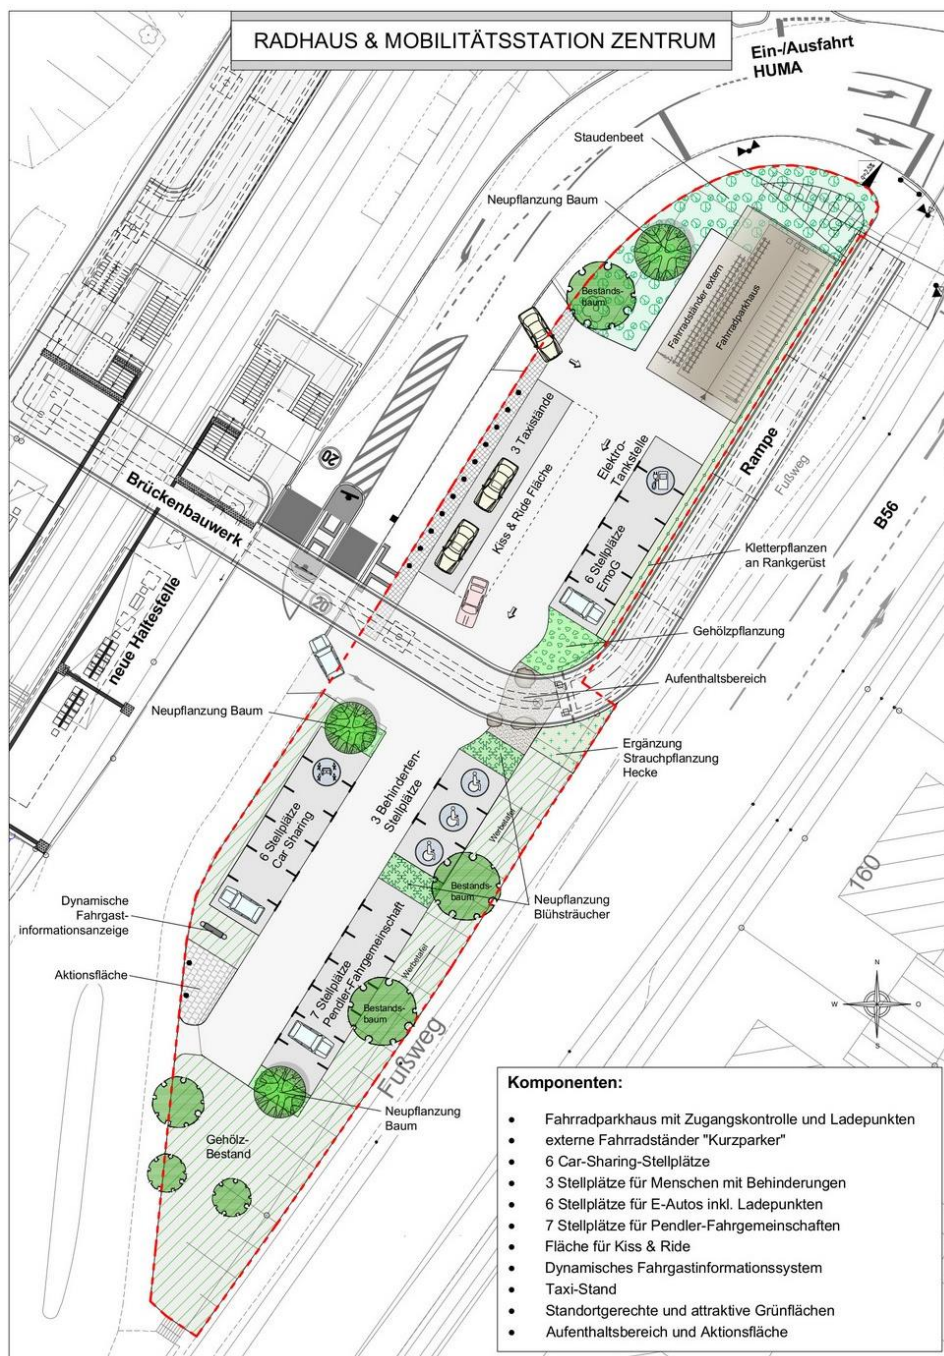 RADHAUS & MOBILITÄTSSTATION ZENTRUM
Ein-/Ausfahrt
HUMA
Staudenbeet
Neupflanzung Baum
Bestands-
baum
Fahrradständer extern
Fahrradparkhaus
3 Taxistände
Kiss & Ride Fläche
Elektro-
Tankstelle
6 Stellplätze
EmoG
Rampe
Fußweg
B56
20
Brückenbauwerk
20
neue Haltestelle
Kletterpflanzen
an Rankgerüst
Gehölzpflanzung
Aufenthaltsbereich
Neupflanzung Baum
Ergänzung
Strauchpflanzung
Hecke
3 Behinderten-
Stellplätze
6 Stellplätze
Car Sharing
Werbetafel
160
Bestands-
baum
Neupflanzung
Blühsträucher
Dynamische
Fahrgast-
informationsanzeige
Aktionsfläche
7 Stellplätze
Pendler-Fahrgemeinschaft
Werbetafel
Bestands-
baum
Fußweg
N
W
O
S
Neupflanzung
Baum
Gehölz-
Bestand
Komponenten:
• Fahrradparkhaus mit Zugangskontrolle und Ladepunkten
• externe Fahrradständer "Kurzparker"
• 6 Car-Sharing-Stellplätze
• 3 Stellplätze für Menschen mit Behinderungen
• 6 Stellplätze für E-Autos inkl. Ladepunkten
• 7 Stellplätze für Pendler-Fahrgemeinschaften
• Fläche für Kiss & Ride
• Dynamisches Fahrgastinformationssystem
• Taxi-Stand
• Standortgerechte und attraktive Grünflächen
• Aufenthaltsbereich und Aktionsfläche